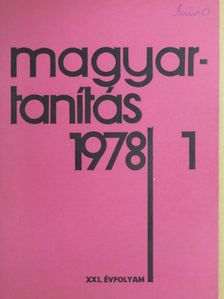 magyar-
tanítás
1978 1
XXI. ÉVFOLYAM